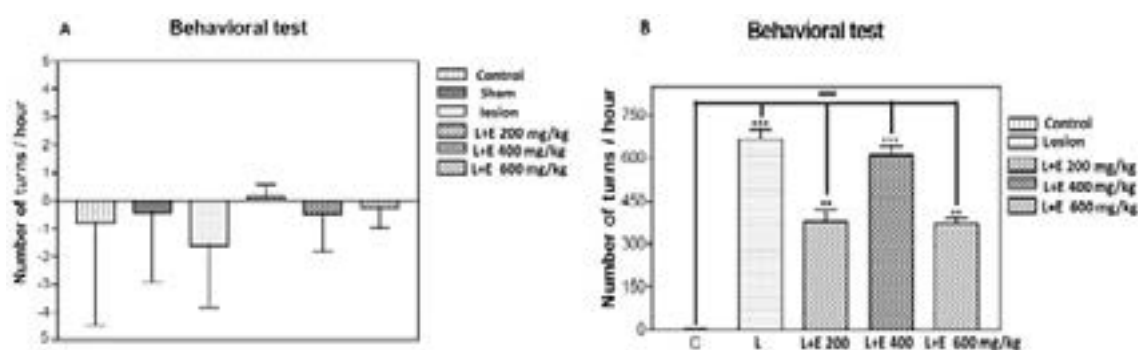 A
Behavioral test
Number of turns / hour
5
4
3
2
1
0
-1
-2
-3
-4
5
Control
Sham
lesion
L+E 200 mg/kg
L+E 400 mg/kg
L+E 600 mg/kg
B
Behavioral test
Number of turns / hour
750
600
450
300
150
0
***
***
**
**
C
L
L+E 200
L+E 400
L+E 600 mg/kg
Control
Lesion
L+E 200 mg/kg
L+E 400 mg/kg
L+E 600 mg/kg